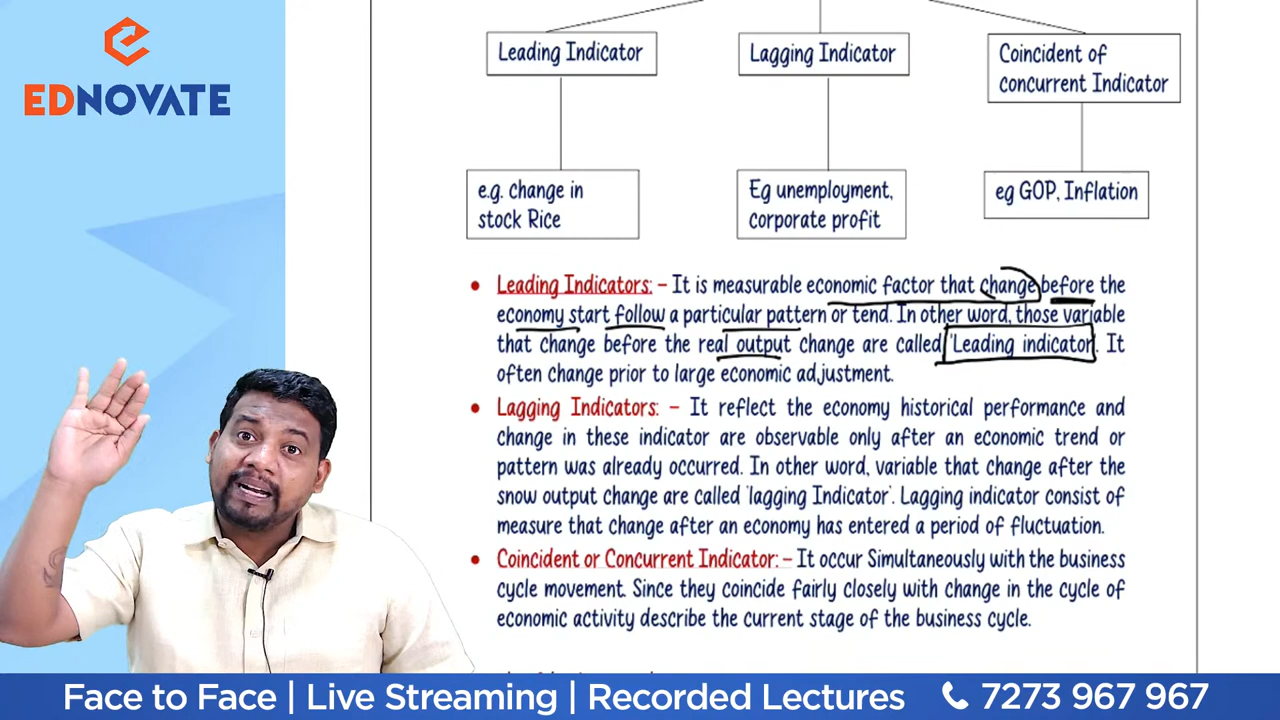 EDNOVATE
Leading Indicator
Lagging Indicator
Coincident of
concurrent Indicator
e.g. change in
stock Rice
Eg unemployment,
corporate profit
eg GOP, Inflation
• Leading Indicators: – It is measurable economic factor that change before the
economy start follow a particular pattern or tend. In other word, those variable
that change before the real output change are called 'Leading indicator'. It
often change prior to large economic adjustment.
• Lagging Indicators: – It reflect the economy historical performance and
change in these indicator are observable only after an economic trend or
pattern was already occurred. In other word, variable that change after the
snow output change are called 'lagging Indicator'. Lagging indicator consist of
measure that change after an economy has entered a period of fluctuation.
• Coincident or Concurrent Indicator: – It occur Simultaneously with the business
cycle movement. Since they coincide fairly closely with change in the cycle of
economic activity describe the current stage of the business cycle.
Face to Face | Live Streaming | Recorded Lectures 7273 967 967